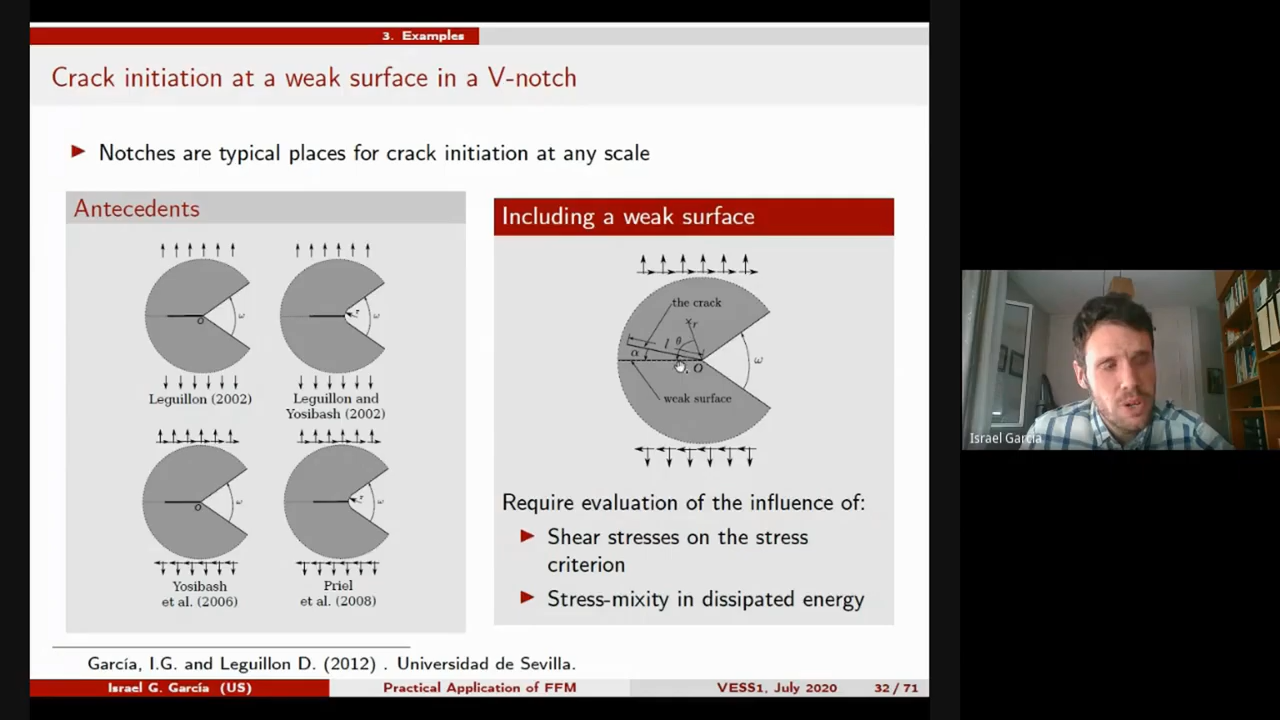 3. Examples
Crack initiation at a weak surface in a V-notch
Notches are typical places for crack initiation at any scale
Antecedents
O
ω
r
ω
Leguillon (2002)
Leguillon and
Yosibash (2002)
O
ω
r
ω
Yosibash
et al. (2006)
Priel
et al. (2008)
Including a weak surface
the crack
r
l
θ
α
O
ω
weak surface
Require evaluation of the influence of:
Shear stresses on the stress
criterion
Stress-mixity in dissipated energy
García, I.G. and Leguillon D. (2012) . Universidad de Sevilla.
Israel G. García (US)
Practical Application of FFM
VESS1, July 2020
32 / 71
Israel García